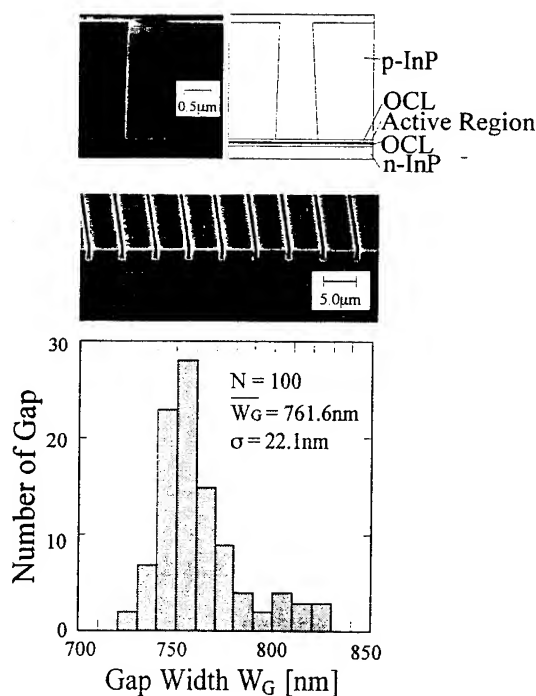 0.5μm
p-InP
OCL
Active Region
OCL
n-InP
5.0μm
30
20
10
0
Number of Gap
N = 100
W̅G̅ = 761.6nm
σ = 22.1nm
700
750
800
850
Gap Width WG [nm]